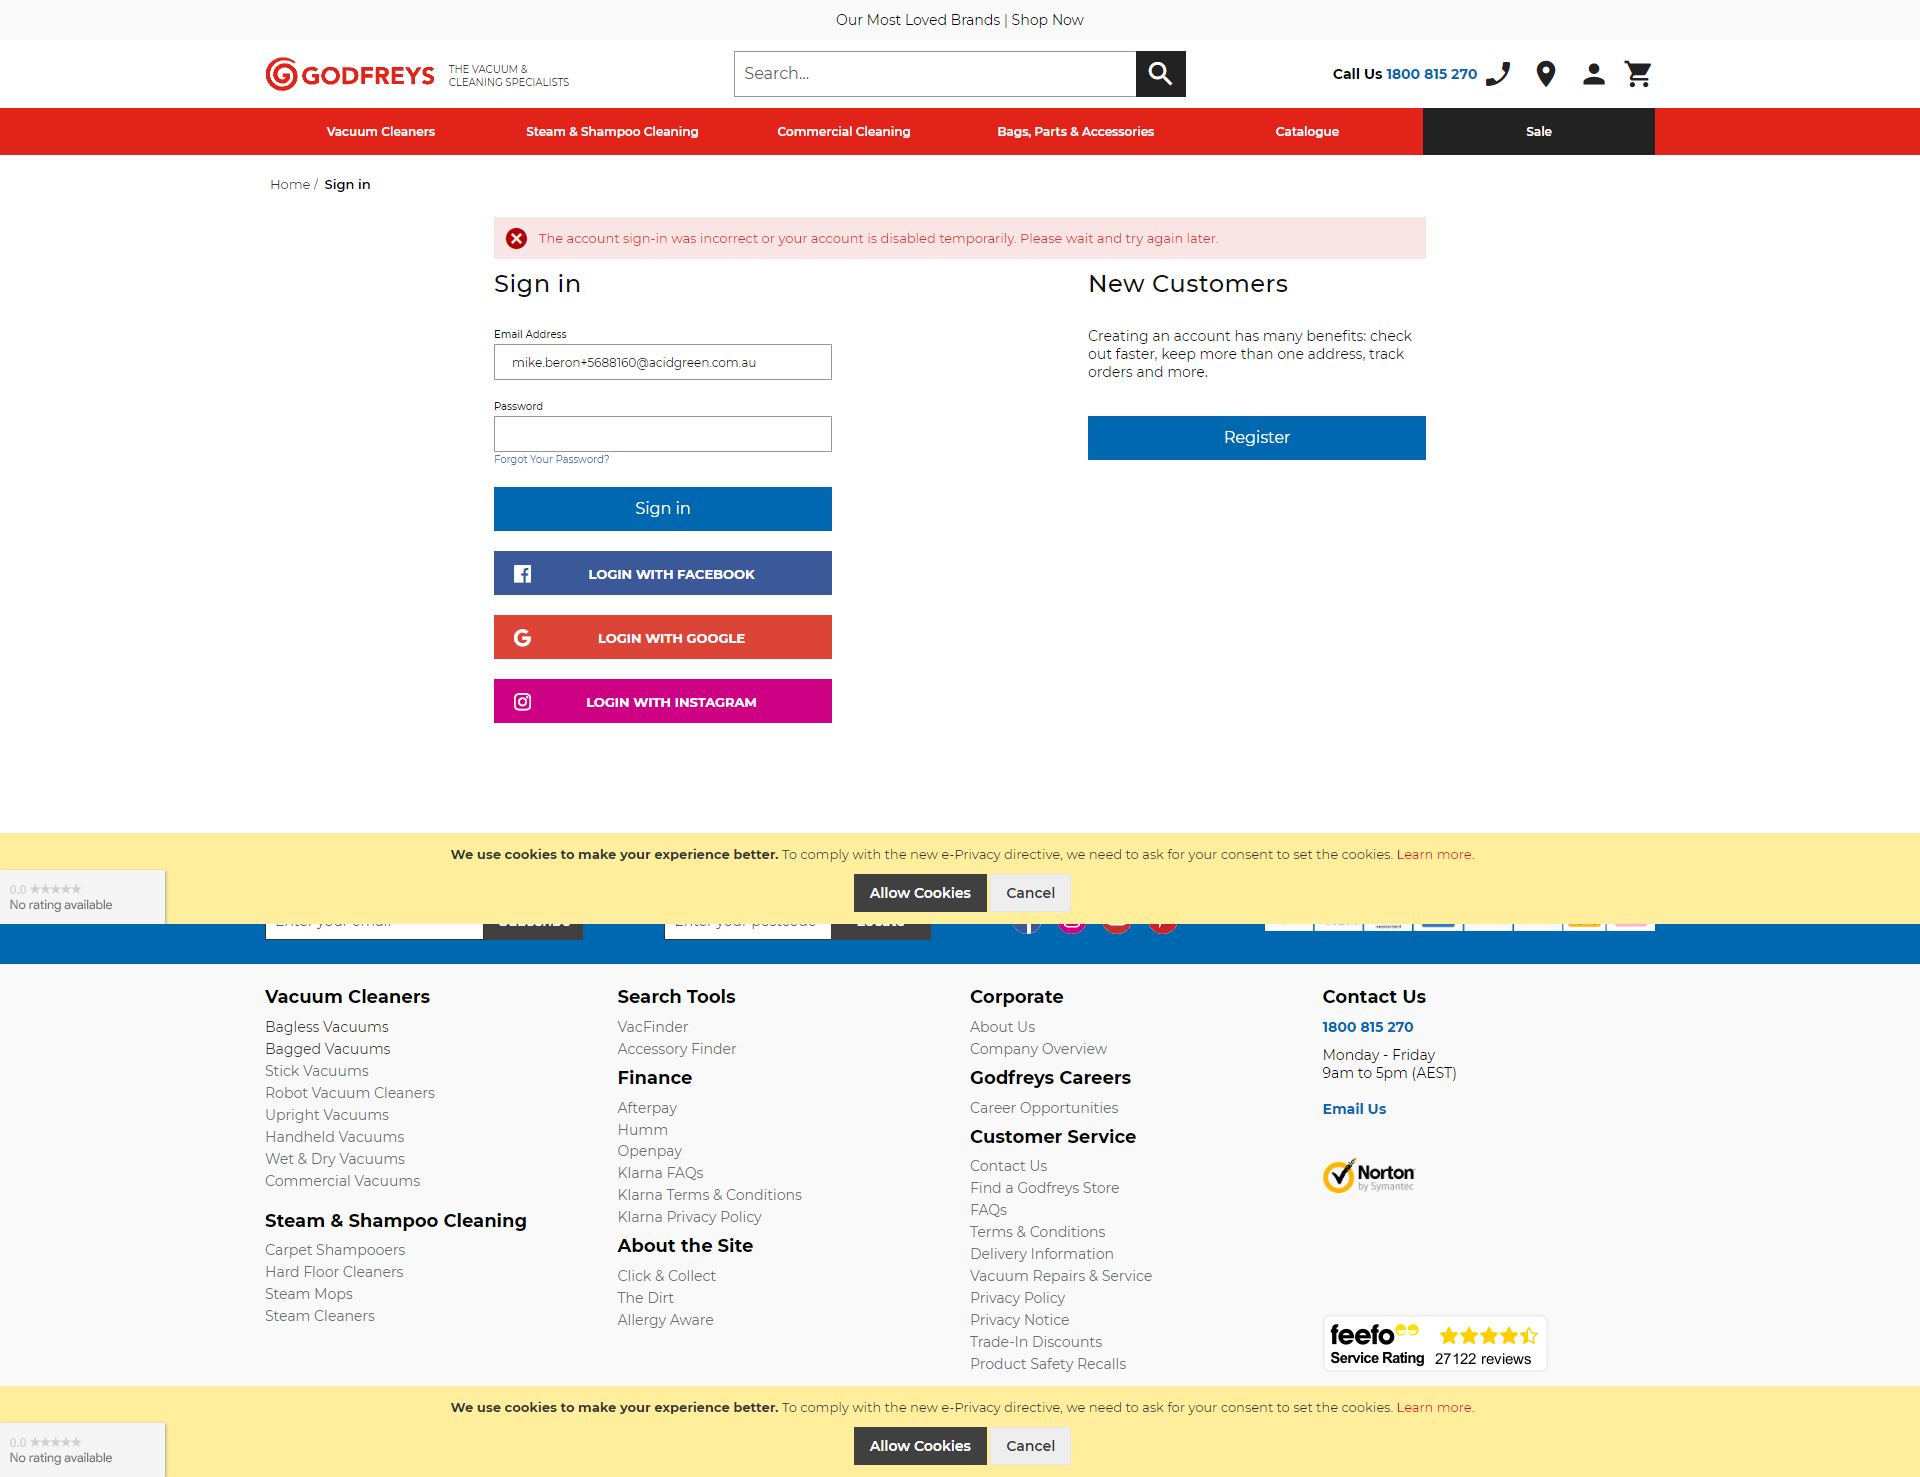 Our Most Loved Brands | Shop Now
GODFREYS
THE VACUUM &
CLEANING SPECIALISTS
Search...
Call Us 1800 815 270
Vacuum Cleaners
Steam & Shampoo Cleaning
Commercial Cleaning
Bags, Parts & Accessories
Catalogue
Sale
Home / Sign in
The account sign-in was incorrect or your account is disabled temporarily. Please wait and try again later.
Sign in
Email Address
mike.beron+5688160@acidgreen.com.au
Password
Forgot Your Password?
Sign in
LOGIN WITH FACEBOOK
LOGIN WITH GOOGLE
LOGIN WITH INSTAGRAM
New Customers
Creating an account has many benefits: check
out faster, keep more than one address, track
orders and more.
Register
We use cookies to make your experience better. To comply with the new e-Privacy directive, we need to ask for your consent to set the cookies. Learn more.
Allow Cookies
Cancel
0.0
No rating available
Vacuum Cleaners
Bagless Vacuums
Bagged Vacuums
Stick Vacuums
Robot Vacuum Cleaners
Upright Vacuums
Handheld Vacuums
Wet & Dry Vacuums
Commercial Vacuums
Steam & Shampoo Cleaning
Carpet Shampooers
Hard Floor Cleaners
Steam Mops
Steam Cleaners
Search Tools
VacFinder
Accessory Finder
Finance
Afterpay
Humm
Openpay
Klarna FAQs
Klarna Terms & Conditions
Klarna Privacy Policy
About the Site
Click & Collect
The Dirt
Allergy Aware
Corporate
About Us
Company Overview
Godfreys Careers
Career Opportunities
Customer Service
Contact Us
Find a Godfreys Store
FAQs
Terms & Conditions
Delivery Information
Vacuum Repairs & Service
Privacy Policy
Privacy Notice
Trade-In Discounts
Product Safety Recalls
Contact Us
1800 815 270
Monday - Friday
9am to 5pm (AEST)
Email Us
Norton
by Symantec
feefo
Service Rating 27122 reviews
We use cookies to make your experience better. To comply with the new e-Privacy directive, we need to ask for your consent to set the cookies. Learn more.
Allow Cookies
Cancel
0.0
No rating available